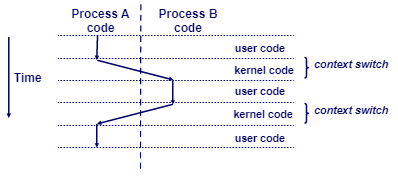 Process A
code
Process B
code
Time
user code
kernel code
context switch
user code
kernel code
context switch
user code